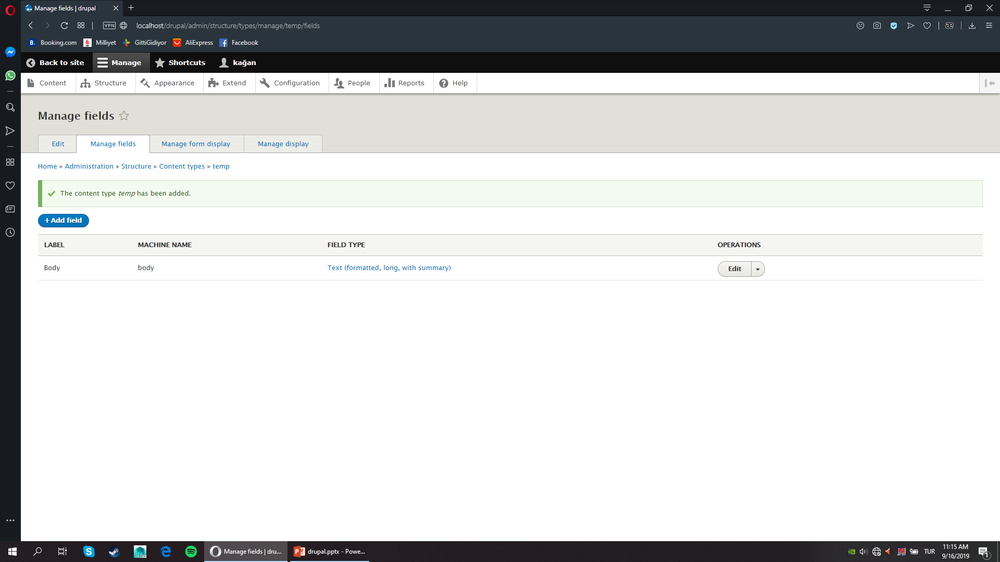 Manage fields | drupal
VPN
localhost/drupal/admin/structure/types/manage/temp/fields
B. Booking.com Milliyet GittiGidiyor AliExpress Facebook
Back to site Manage Shortcuts kağan
Content Structure Appearance Extend Configuration People Reports Help
Manage fields
Edit Manage fields Manage form display Manage display
Home » Administration » Structure » Content types » temp
The content type temp has been added.
+ Add field
LABEL MACHINE NAME FIELD TYPE OPERATIONS
Body body Text (formatted, long, with summary) Edit
Manage fields | dru... drupal.pptx - Powe... TUR
11:15 AM
9/16/2019
1